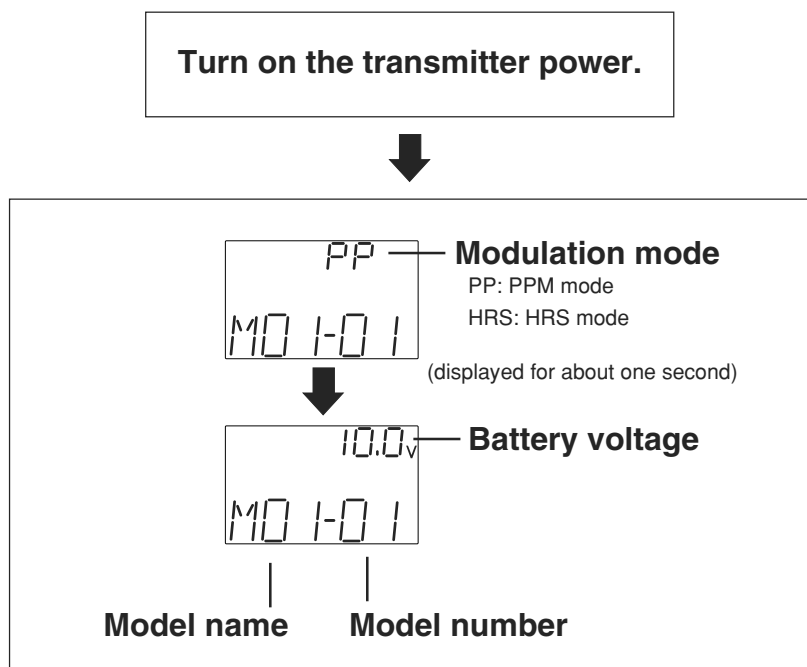 Turn on the transmitter power.
PP
Modulation mode
PP: PPM mode
HRS: HRS mode
M01-01
(displayed for about one second)
10.0V
Battery voltage
M01-01
Model name
Model number